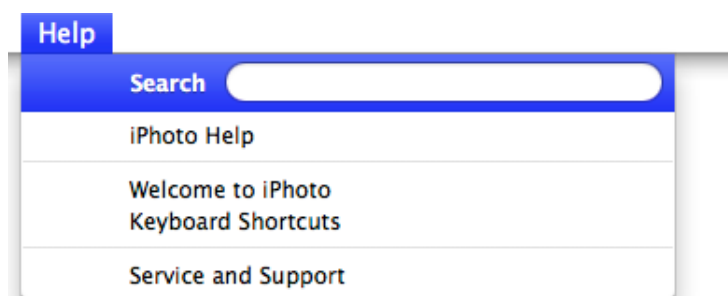 Help
Search
iPhoto Help
Welcome to iPhoto
Keyboard Shortcuts
Service and Support